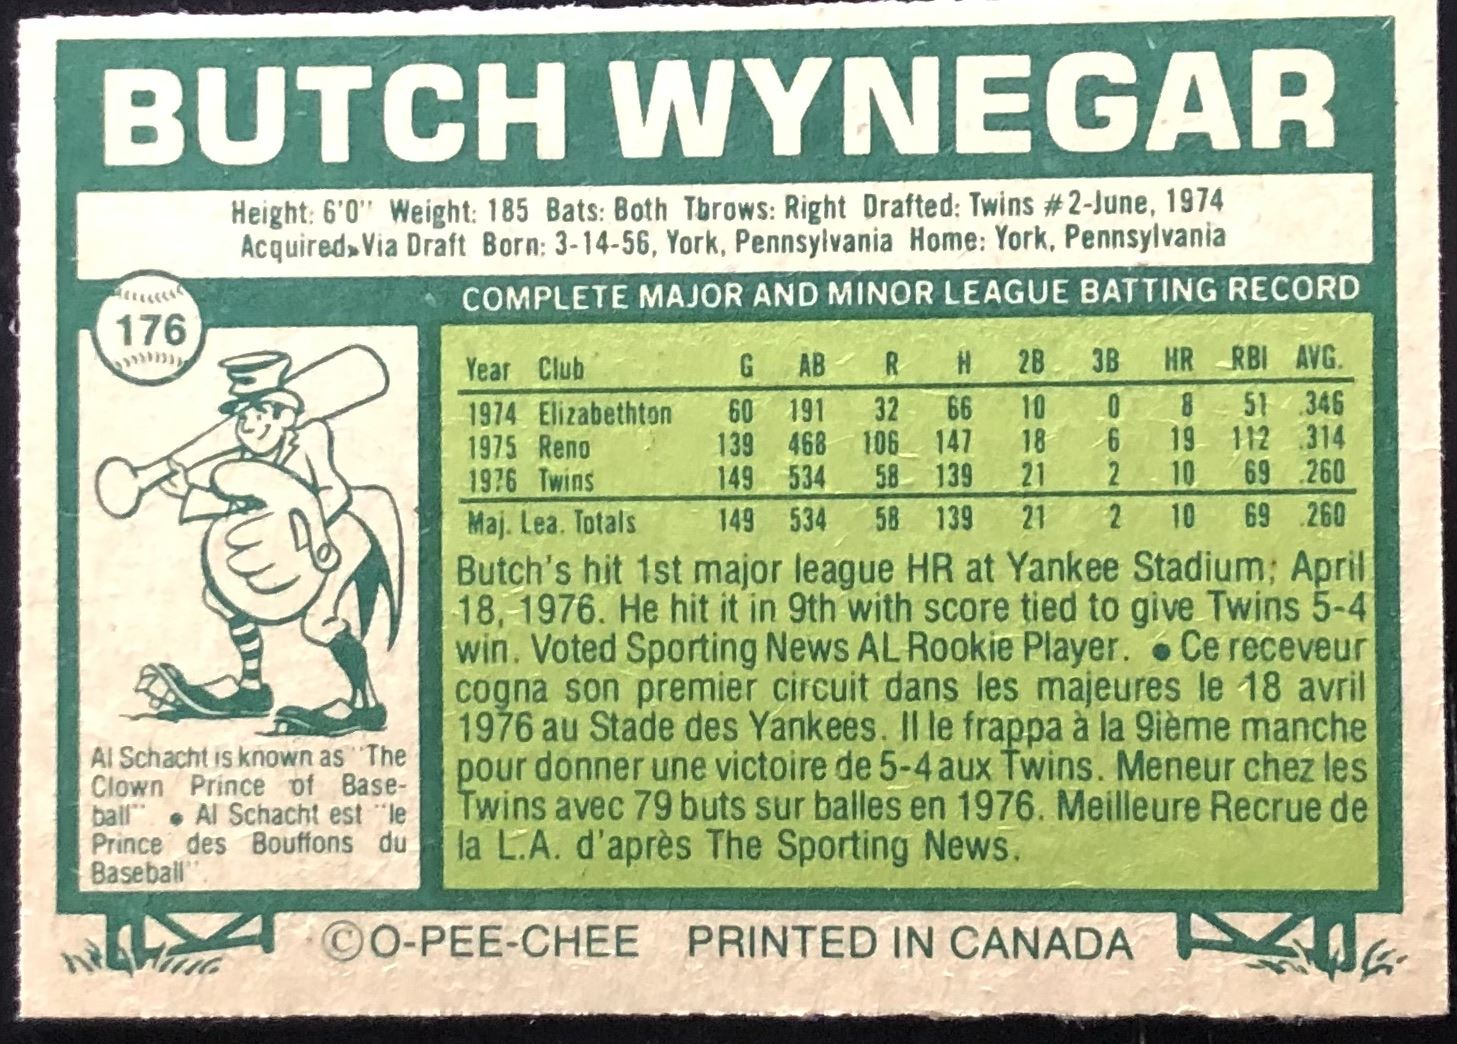 BUTCH WYNEGAR
Height: 6'0" Weight: 185 Bats: Both Throws: Right Drafted: Twins #2-June, 1974
Acquired: Via Draft Born: 3-14-56, York, Pennsylvania Home: York, Pennsylvania
176
COMPLETE MAJOR AND MINOR LEAGUE BATTING RECORD
Year Club G AB R H 2B 3B HR RBI AVG.
1974 Elizabethton 60 191 32 66 10 0 8 51 .346
1975 Reno 139 468 106 147 18 6 19 112 .314
1976 Twins 149 534 58 139 21 2 10 69 .260
Maj. Lea. Totals 149 534 58 139 21 2 10 69 .260
Butch's hit 1st major league HR at Yankee Stadium; April
18, 1976. He hit it in 9th with score tied to give Twins 5-4
win. Voted Sporting News AL Rookie Player. • Ce receveur
cogna son premier circuit dans les majeures le 18 avril
1976 au Stade des Yankees. Il le frappa à la 9ième manche
pour donner une victoire de 5-4 aux Twins. Meneur chez les
Twins avec 79 buts sur balles en 1976. Meilleure Recrue de
la L.A. d'après The Sporting News.
Al Schacht is known as "The
Clown Prince of Base-
ball" • Al Schacht est "le
Prince des Bouffons du
Baseball".
©O-PEE-CHEE PRINTED IN CANADA